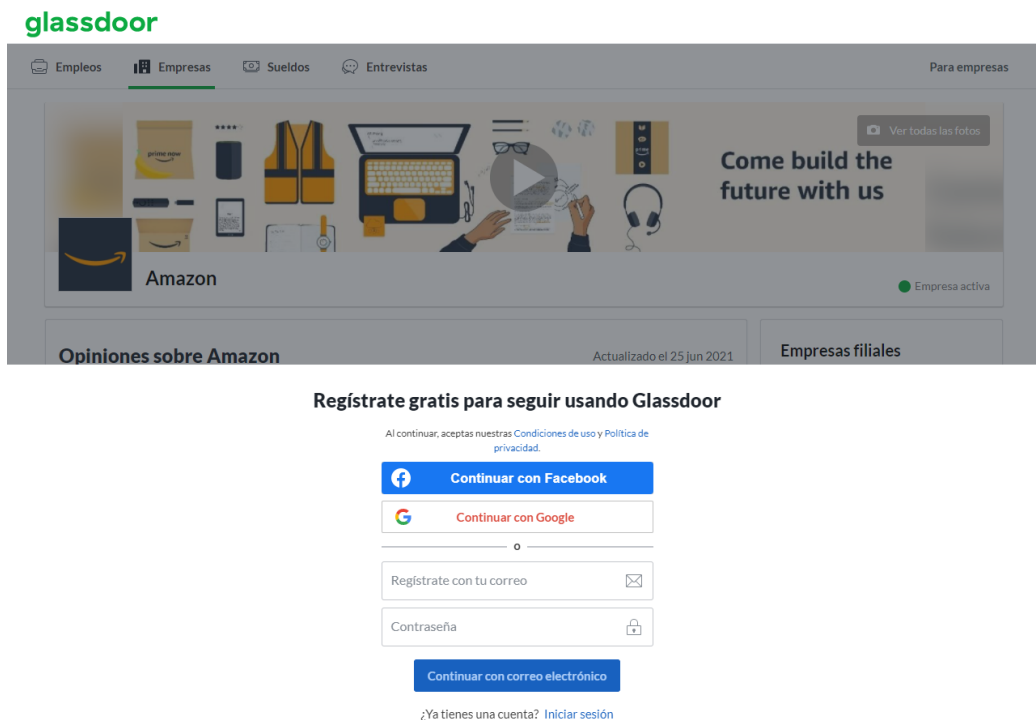 glassdoor
Empleos Empresas Sueldos Entrevistas Para empresas
prime now
Ver todas las fotos
Come build the
future with us
Amazon
Empresa activa
Opiniones sobre Amazon Actualizado el 25 jun 2021 Empresas filiales
Regístrate gratis para seguir usando Glassdoor
Al continuar, aceptas nuestras Condiciones de uso y Política de
privacidad.
Continuar con Facebook
Continuar con Google
o
Regístrate con tu correo
Contraseña
Continuar con correo electrónico
¿Ya tienes una cuenta? Iniciar sesión